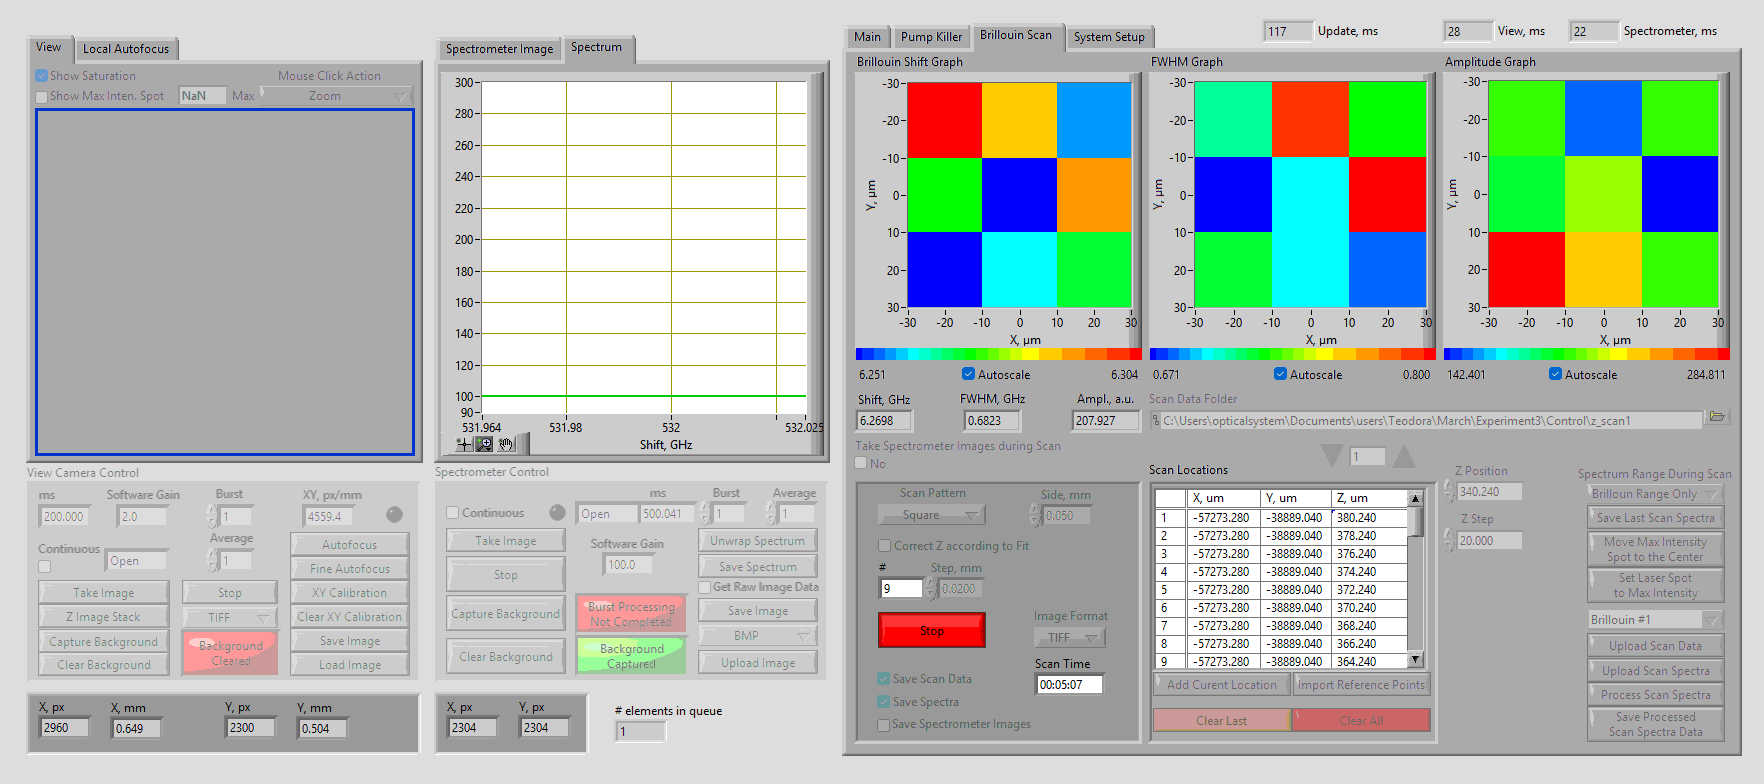 View
Local Autofocus
Show Saturation
Mouse Click Action
Show Max Inten. Spot
NaN
Max
Zoom
View Camera Control
ms
Software Gain
Burst
XY, px/mm
200.000
2.0
1
4559.4
Continuous
Open
Average
1
Autofocus
Fine Autofocus
Take Image
Stop
XY Calibration
Z Image Stack
TIFF
Clear XY Calibration
Capture Background
Background
Cleared
Save Image
Clear Background
Load Image
X, px
X, mm
Y, px
Y, mm
2960
0.649
2300
0.504
Spectrometer Image
Spectrum
300
280
260
240
220
200
180
160
140
120
100
90
531.964
531.98
532
532.025
Shift, GHz
Spectrometer Control
ms
Burst
Average
Continuous
Open
500.041
1
1
Take Image
Software Gain
Unwrap Spectrum
Stop
100.0
Save Spectrum
Get Raw Image Data
Capture Background
Burst Processing
Not Completed
Save Image
BMP
Clear Background
Background
Captured
Upload Image
X, px
Y, px
2304
2304
# elements in queue
1
117
Update, ms
28
View, ms
22
Spectrometer, ms
Main
Pump Killer
Brillouin Scan
System Setup
Brillouin Shift Graph
-30
-20
-10
0
10
20
30
Y, µm
-30
-20
-10
0
10
20
30
X, µm
6.251
Autoscale
6.304
FWHM Graph
-30
-20
-10
0
10
20
30
Y, µm
-30
-20
-10
0
10
20
30
X, µm
0.671
Autoscale
0.800
Amplitude Graph
-30
-20
-10
0
10
20
30
Y, µm
-30
-20
-10
0
10
20
30
X, µm
142.401
Autoscale
284.811
Shift, GHz
FWHM, GHz
Ampl., a.u.
6.2698
0.6823
207.927
Scan Data Folder
C:\Users\opticalsystem\Documents\users\Teodora\March\Experiment3\Control\z_scan1
Take Spectrometer Images during Scan
No
Scan Pattern
Side, mm
Square
0.050
Correct Z according to Fit
#
Step, mm
9
0.0200
Stop
Image Format
TIFF
Scan Time
00:05:07
Save Scan Data
Save Spectra
Save Spectrometer Images
1
Scan Locations
X, um Y, um Z, um
1 -57273.280 -38889.040 380.240
2 -57273.280 -38889.040 378.240
3 -57273.280 -38889.040 376.240
4 -57273.280 -38889.040 374.240
5 -57273.280 -38889.040 372.240
6 -57273.280 -38889.040 370.240
7 -57273.280 -38889.040 368.240
8 -57273.280 -38889.040 366.240
9 -57273.280 -38889.040 364.240
Add Curent Location
Import Reference Points
Clear Last
Clear All
Z Position
340.240
Z Step
20.000
Spectrum Range During Scan
Brilloun Range Only
Save Last Scan Spectra
Move Max Intensity
Spot to the Center
Set Laser Spot
to Max Intensity
Brillouin #1
Upload Scan Data
Upload Scan Spectra
Process Scan Spectra
Save Processed
Scan Spectra Data